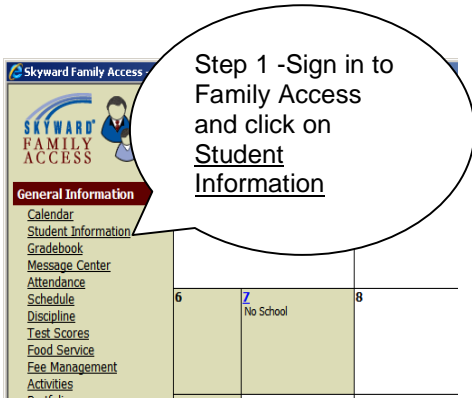 Skyward Family Access -
Step 1 -Sign in to
Family Access
and click on
Student
Information
SKYWARD
FAMILY
ACCESS
General Information
Calendar
Student Information
Gradebook
Message Center
Attendance
Schedule
Discipline
Test Scores
Food Service
Fee Management
Activities
6
7
No School
8